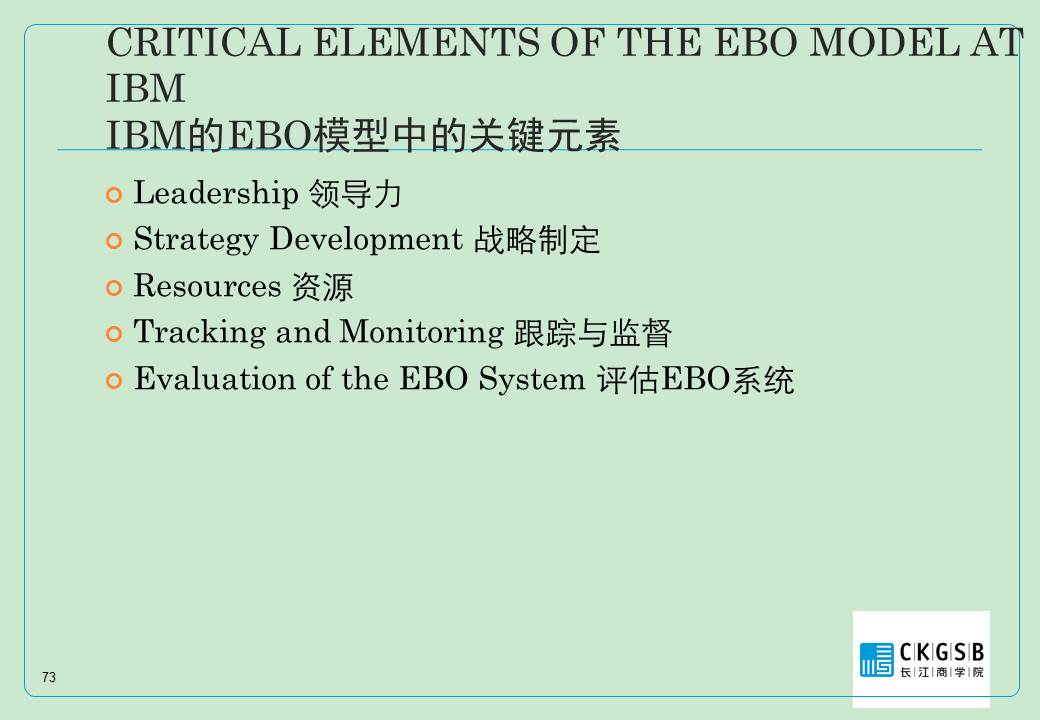 CRITICAL ELEMENTS OF THE EBO MODEL AT
IBM
IBM的EBO模型中的关键元素
Leadership 领导力
Strategy Development 战略制定
Resources 资源
Tracking and Monitoring 跟踪与监督
Evaluation of the EBO System 评估EBO系统
CKGSB
长江商学院
73